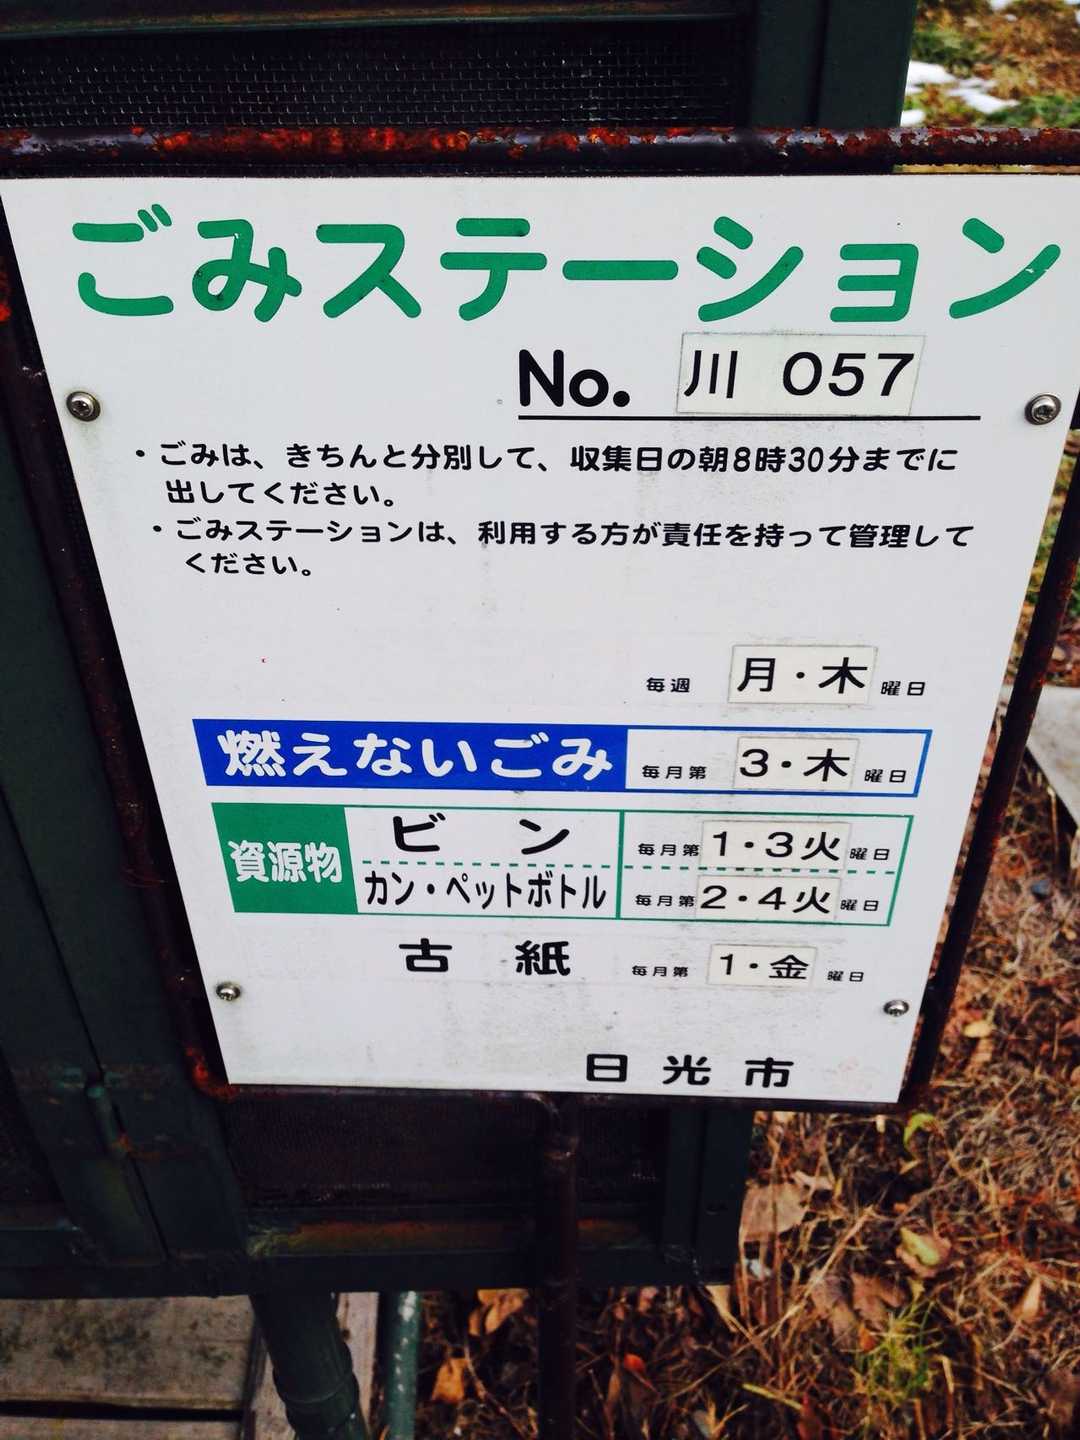 ごみステーション
No. 川 057
・ごみは、きちんと分別して、収集日の朝8時30分までに
出してください。
・ごみステーションは、利用する方が責任を持って管理して
ください。
毎週 月・木 曜日
燃えないごみ 毎月第 3・木 曜日
資源物
ビン 毎月第 1・3火 曜日
カン・ペットボトル 毎月第 2・4火 曜日
古紙 毎月第 1・金 曜日
日光市